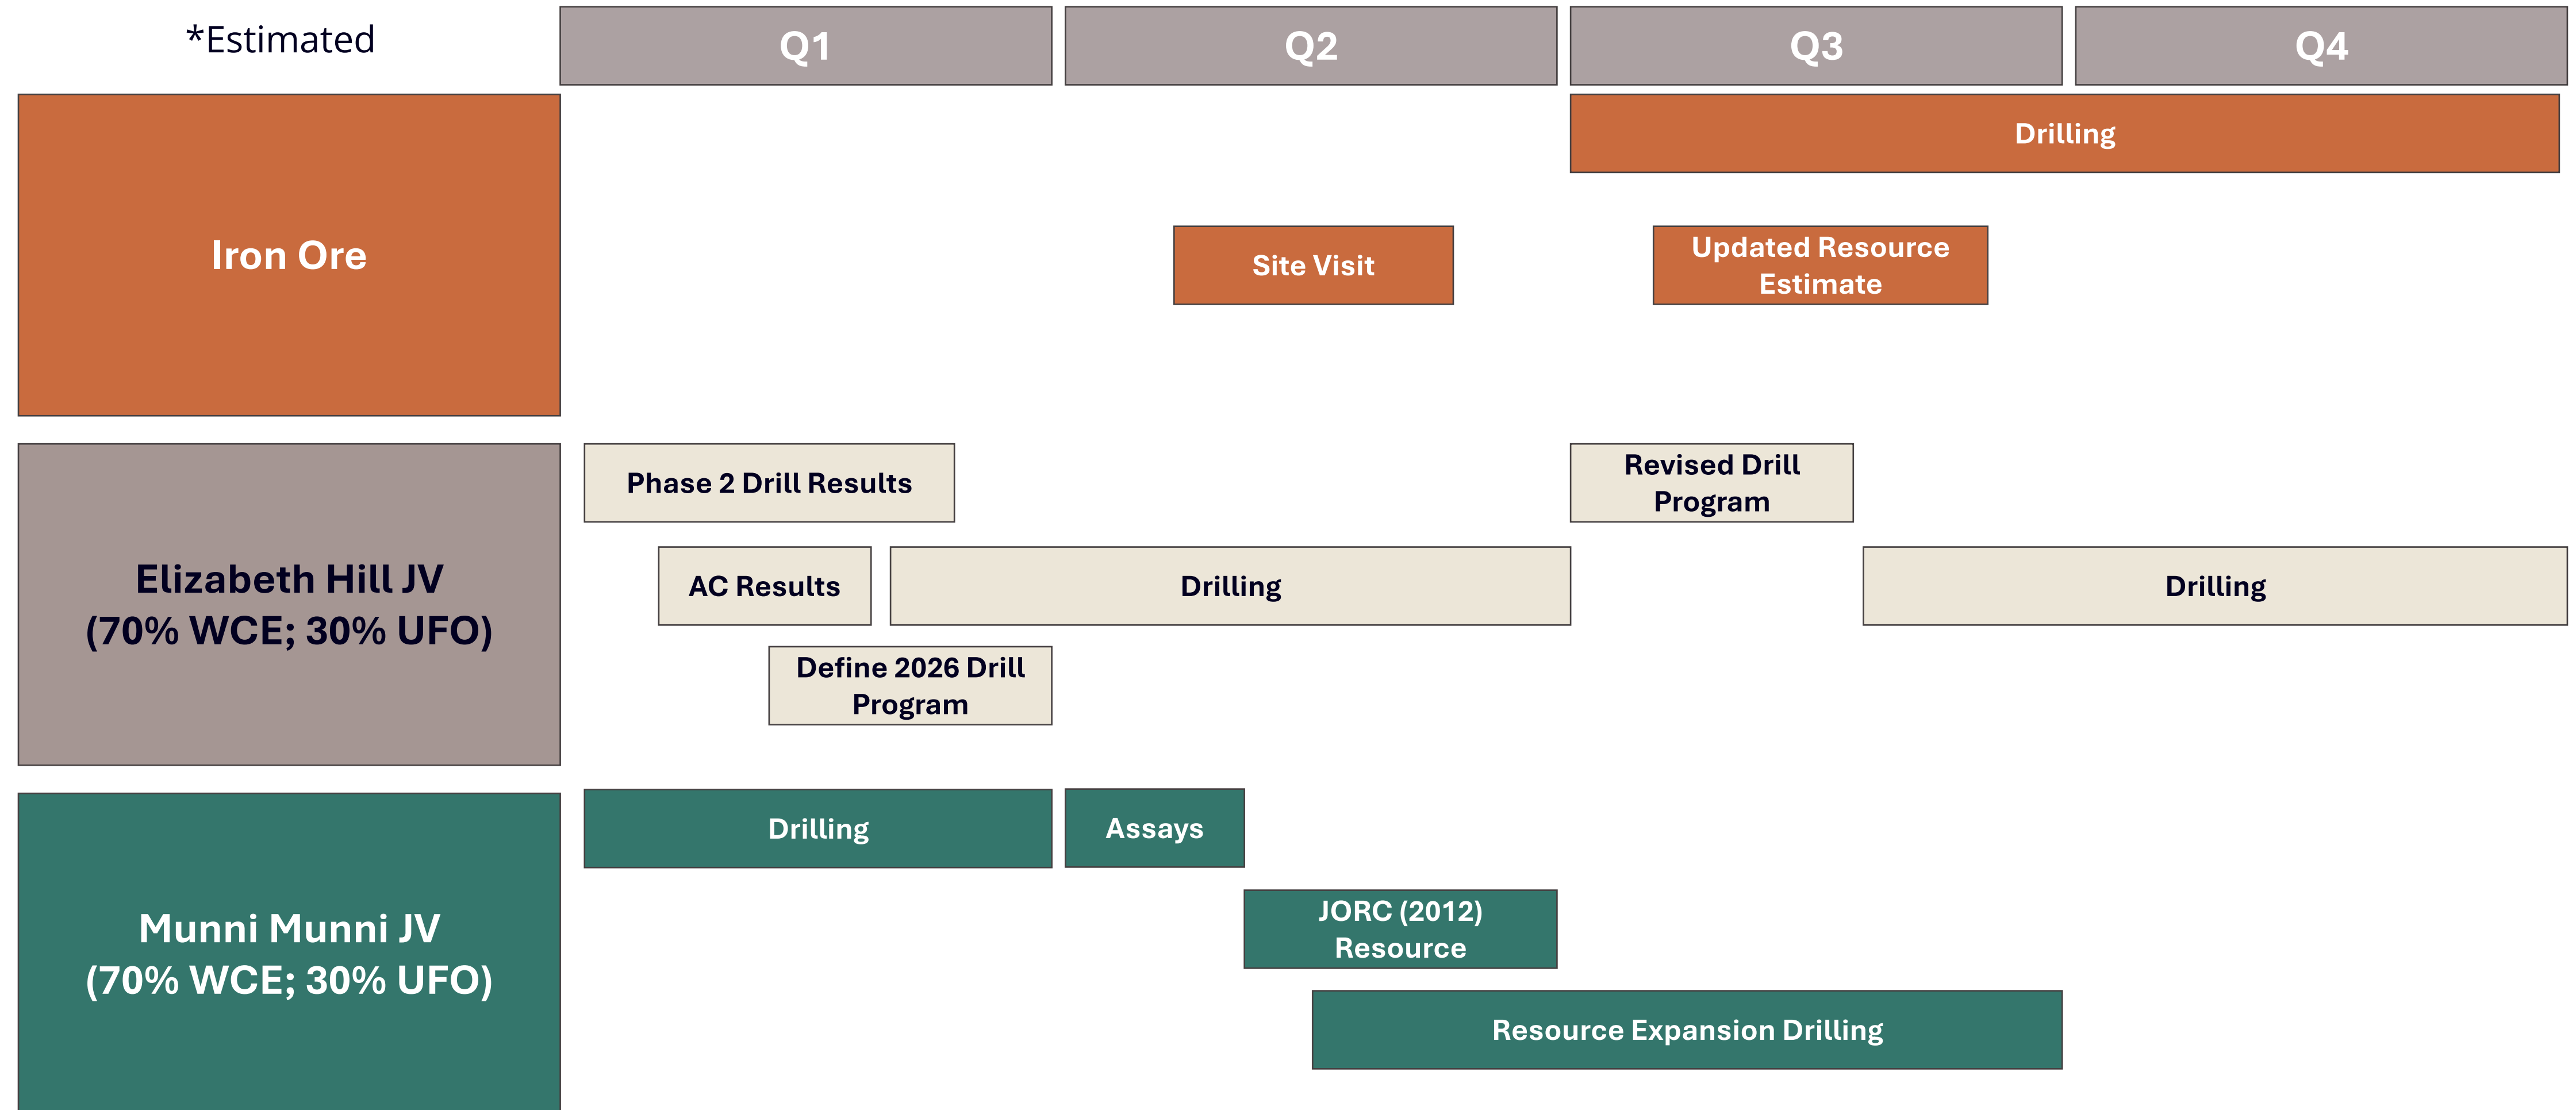 *Estimated
Q1
Q2
Q3
Q4
Iron Ore
Drilling
Site Visit
Updated Resource
Estimate
Elizabeth Hill JV
(70% WCE; 30% UFO)
Phase 2 Drill Results
Revised Drill
Program
AC Results
Drilling
Drilling
Define 2026 Drill
Program
Munni Munni JV
(70% WCE; 30% UFO)
Drilling
Assays
JORC (2012)
Resource
Resource Expansion Drilling